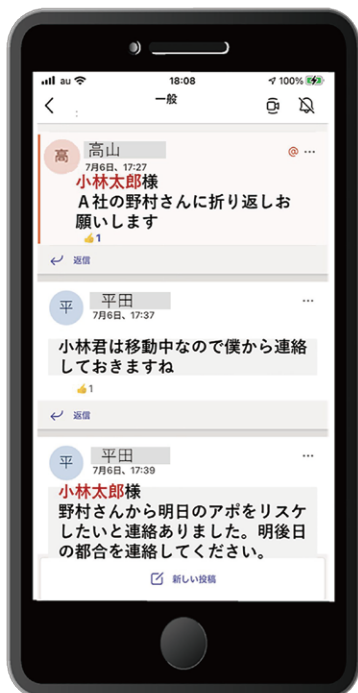 au
18:08
100%
一般
高
高山
@ …
7月6日、17:27
小林太郎様
A社の野村さんに折り返しお
願いします
1
返信
平
平田
…
7月6日、17:37
小林君は移動中なので僕から連絡
しておきますね
1
返信
平
平田
…
7月6日、17:39
小林太郎様
野村さんから明日のアポをリスケ
したいと連絡ありました。明後日
の都合を連絡してください。
新しい投稿